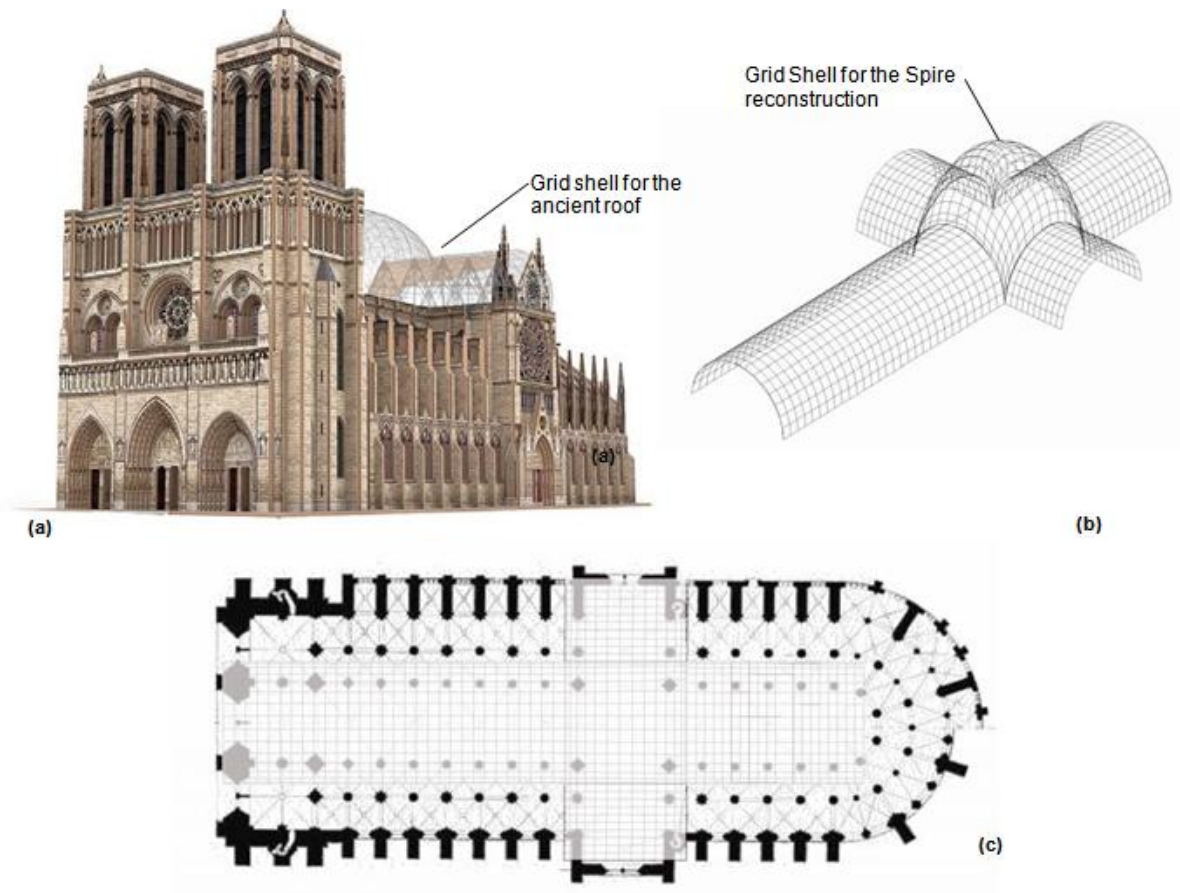 Grid Shell for the Spire
reconstruction
Grid shell for the
ancient roof
(a)
(a)
(b)
(c)